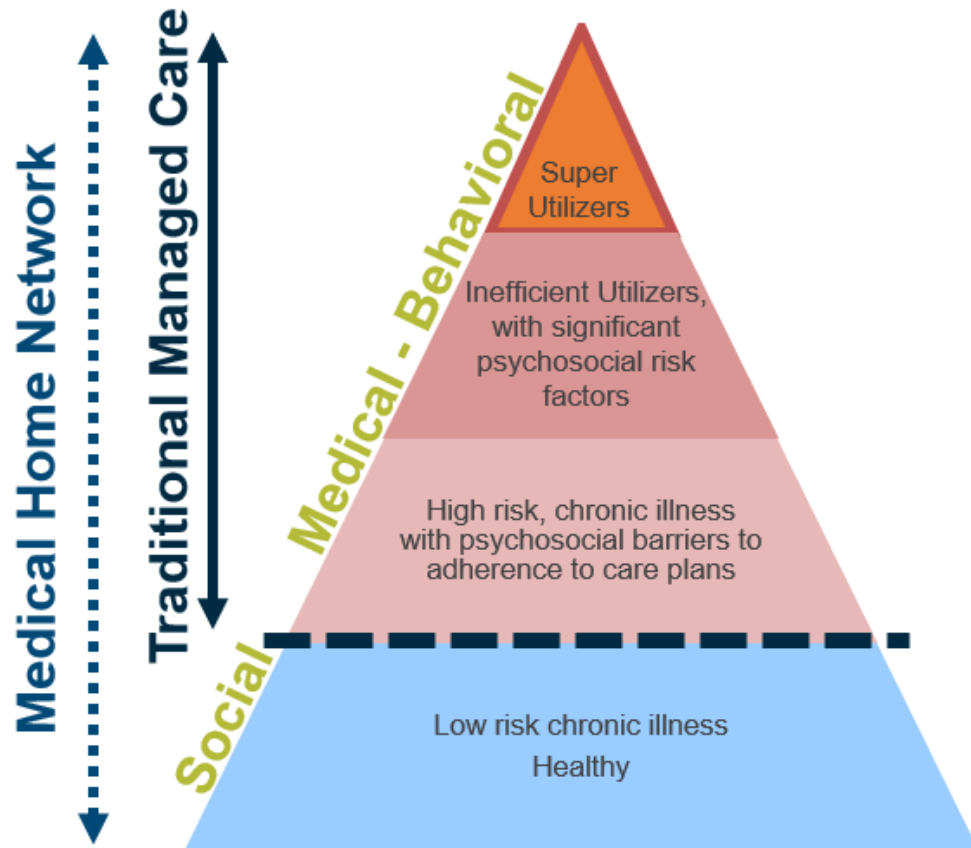 Medical Home Network
Traditional Managed Care
Medical - Behavioral
Social
Super
Utilizers
Inefficient Utilizers,
with significant
psychosocial risk
factors
High risk, chronic illness
with psychosocial barriers to
adherence to care plans
Low risk chronic illness
Healthy